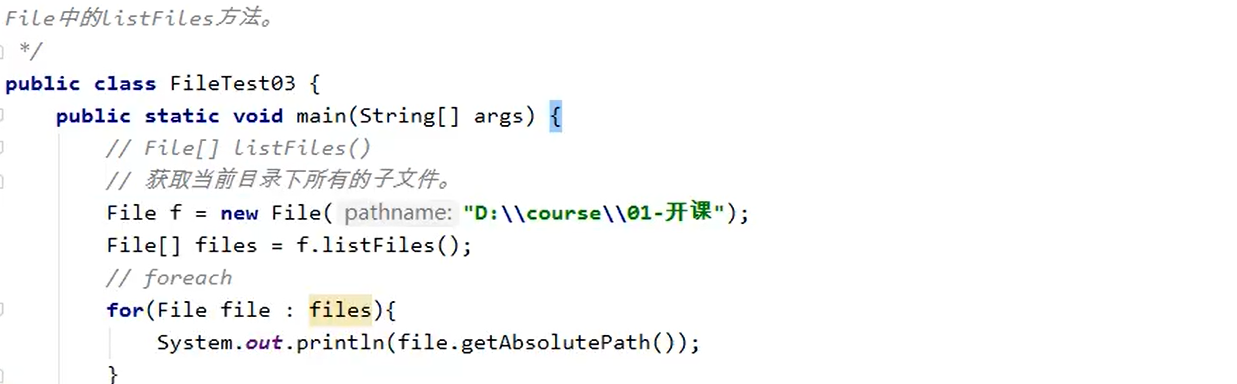 File中的listFiles方法。
*/
public class FileTest03 {
public static void main(String[] args) {
// File[] listFiles()
// 获取当前目录下所有的子文件。
File f = new File( pathname: "D:\\course\\01-开课");
File[] files = f.listFiles();
// foreach
for(File file : files){
System.out.println(file.getAbsolutePath());
}